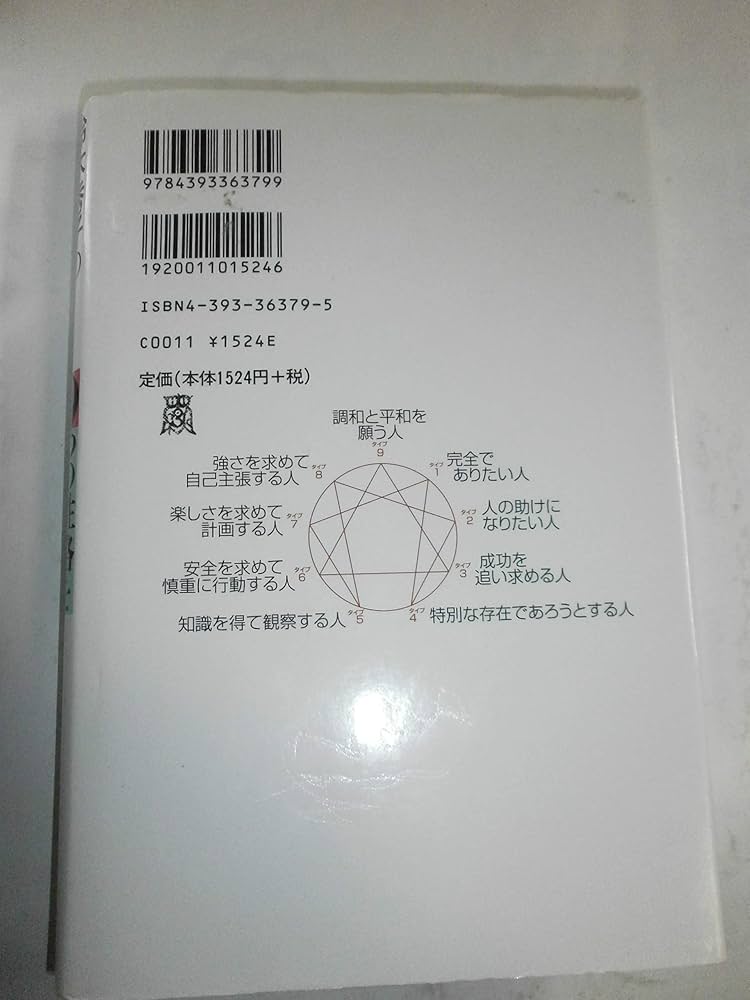 9784393363799
1920011015246
ISBN4-393-36379-5
C0011 ¥1524E
定価(本体1524円+税)
調和と平和を
願う人
タイプ
9
強さを求めて
自己主張する人
タイプ
8
タイプ
1
完全で
ありたい人
楽しさを求めて
計画する人
タイプ
7
タイプ
2
人の助けに
なりたい人
安全を求めて
慎重に行動する人
タイプ
6
タイプ
3
成功を
追い求める人
知識を得て観察する人
タイプ
5
タイプ
4
特別な存在であろうとする人